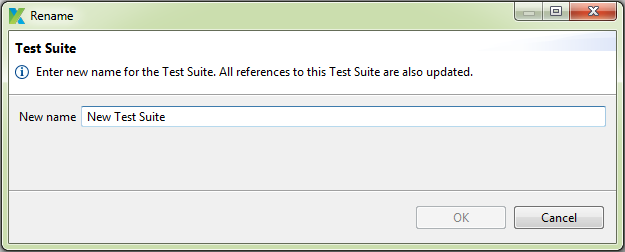 Rename
Test Suite
Enter new name for the Test Suite. All references to this Test Suite are also updated.
New name New Test Suite
OK Cancel